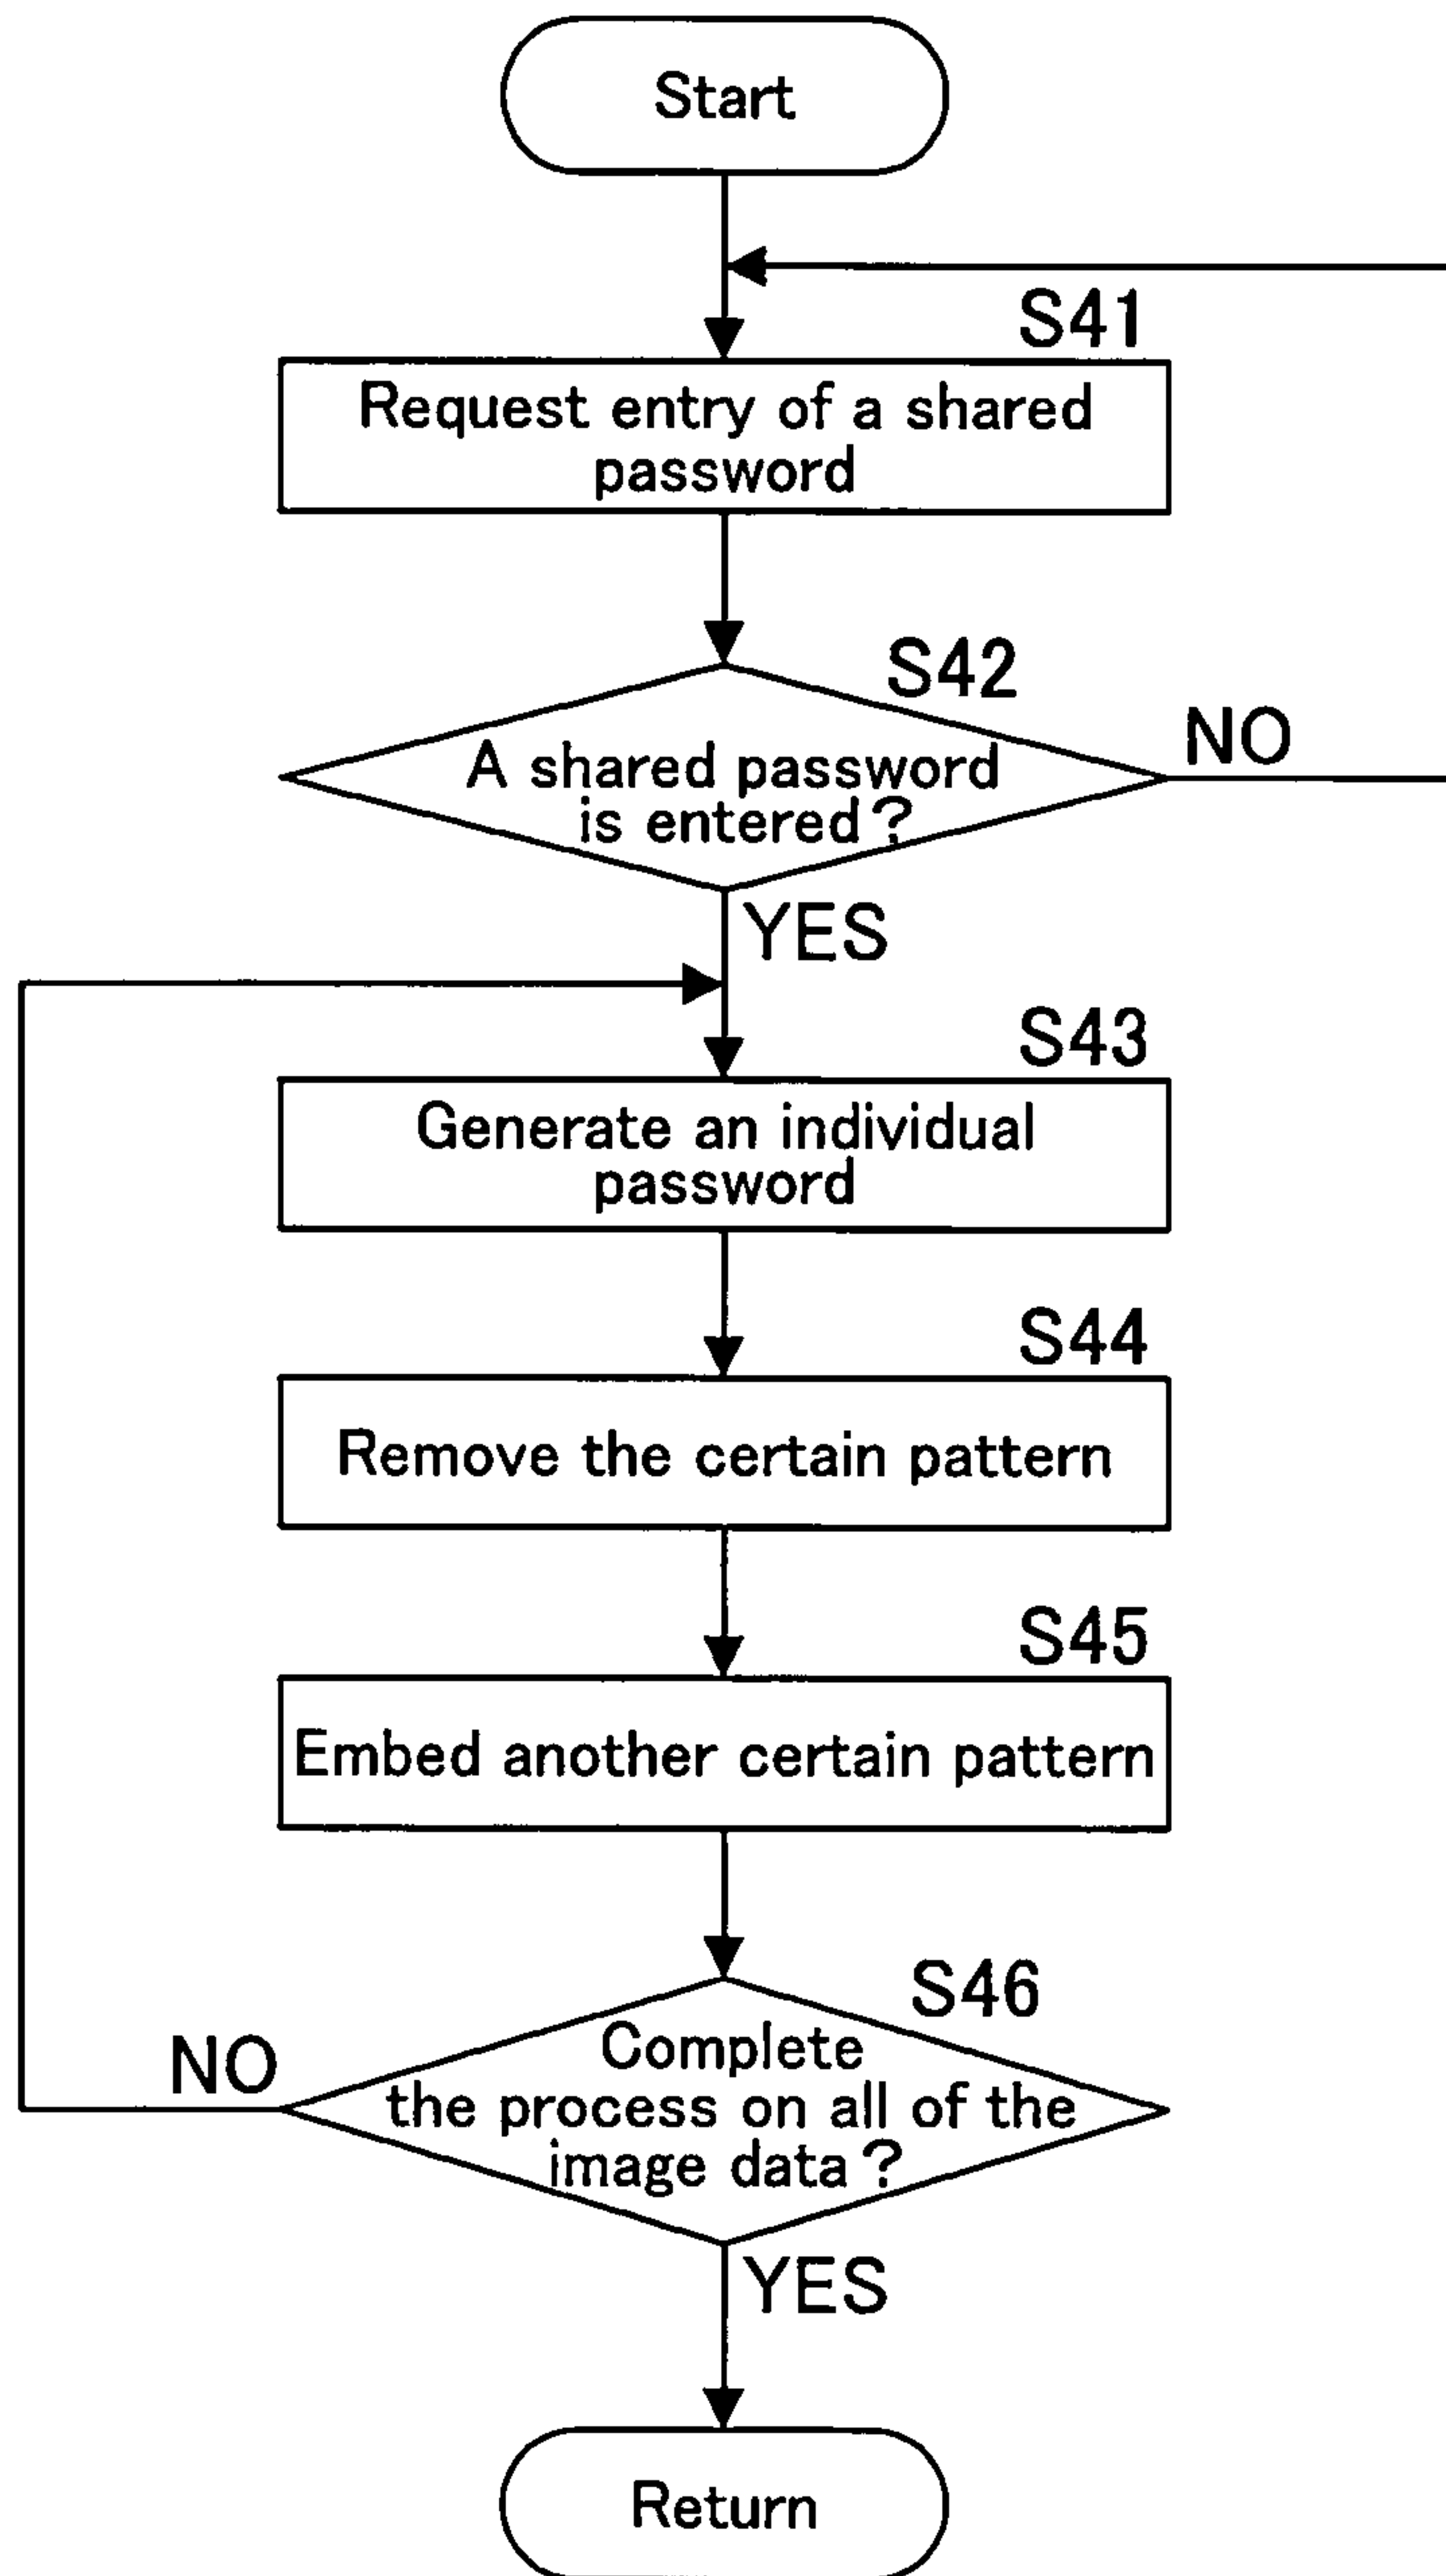 Start
S41
Request entry of a shared
password
S42
A shared password
is entered?
NO
YES
S43
Generate an individual
password
S44
Remove the certain pattern
S45
Embed another certain pattern
S46
Complete
the process on all of the
image data?
NO
YES
Return